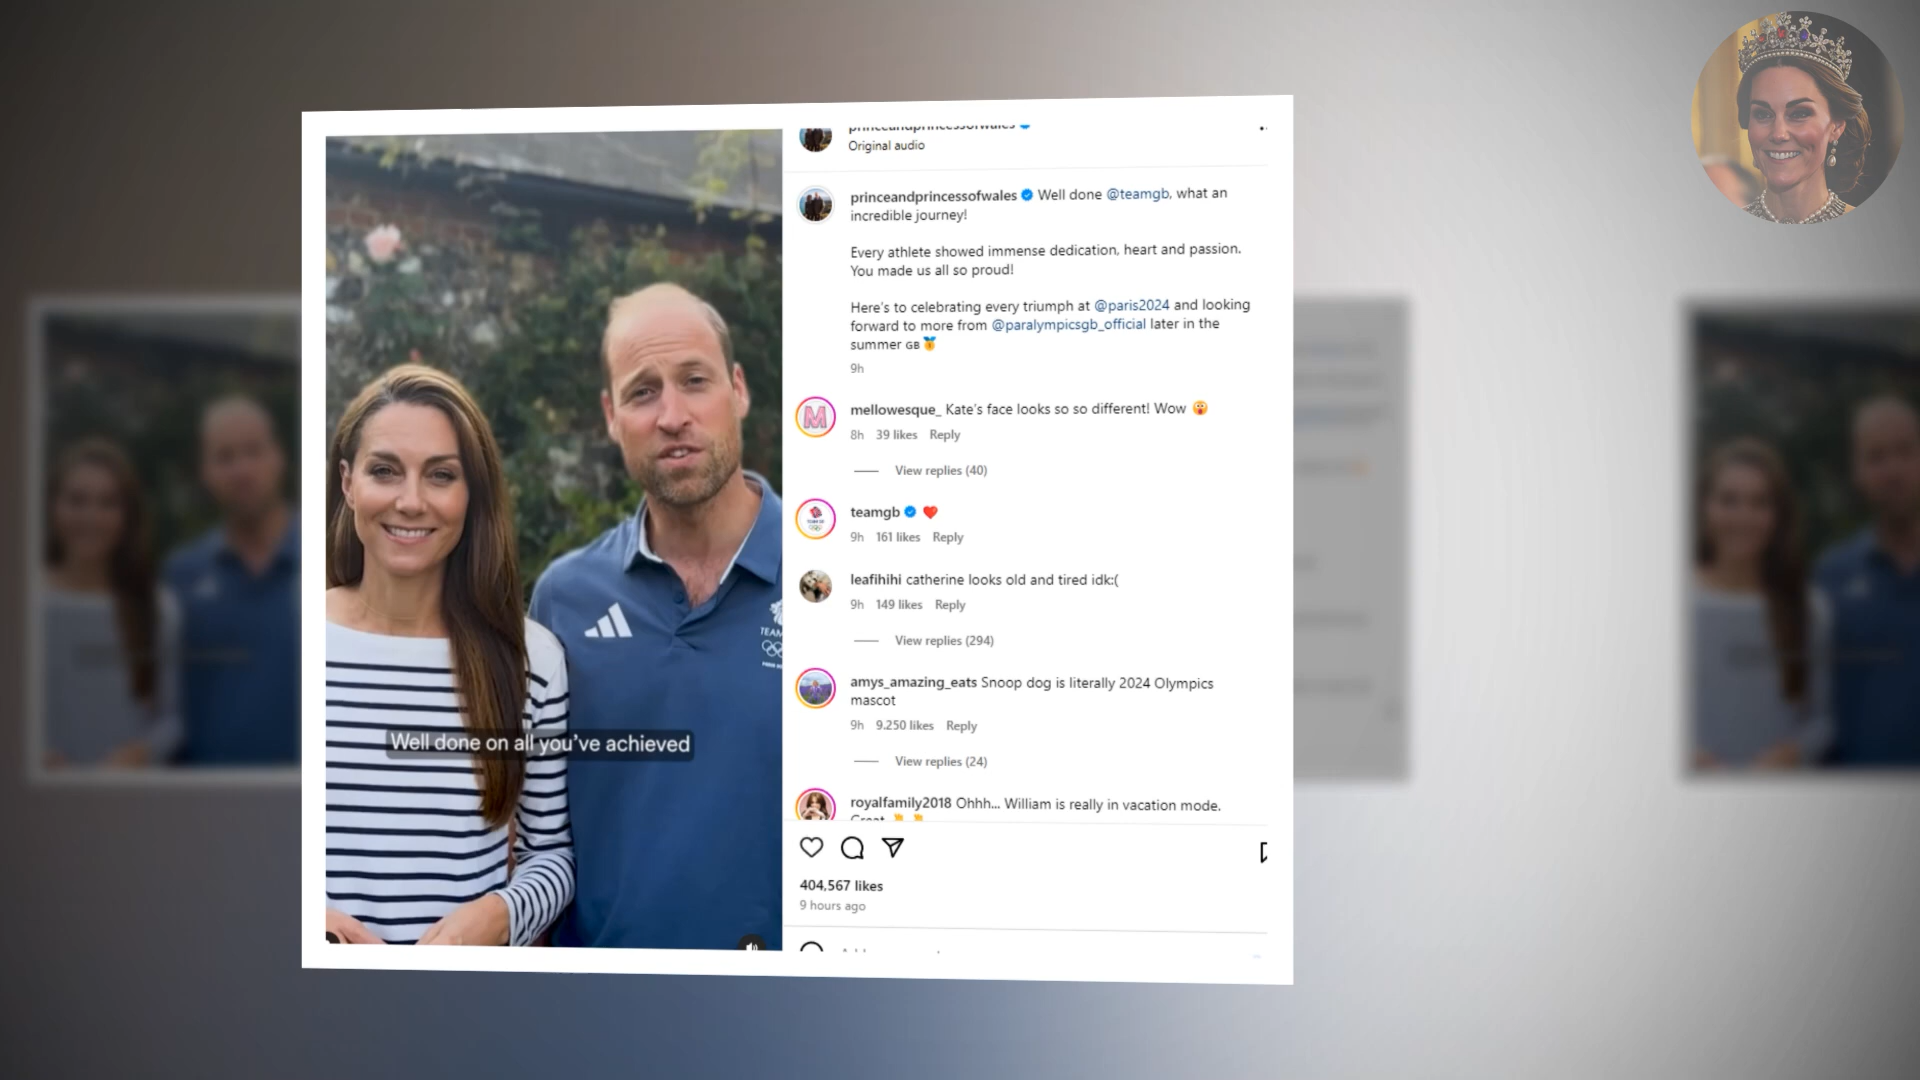 princeandprincessofwales
Original audio
princeandprincessofwales Well done @teamgb, what an
incredible journey!
Every athlete showed immense dedication, heart and passion.
You made us all so proud!
Here's to celebrating every triumph at @paris2024 and looking
forward to more from @paralympicsgb_official later in the
summer GB 🥇
9h
mellowesque_ Kate's face looks so so different! Wow 😲
8h 39 likes Reply
View replies (40)
teamgb ❤️
9h 161 likes Reply
leafihihi catherine looks old and tired idk:(
9h 149 likes Reply
View replies (294)
amys_amazing_eats Snoop dog is literally 2024 Olympics
mascot
9h 9.250 likes Reply
View replies (24)
royalfamily2018 Ohhh... William is really in vacation mode.
Great
404,567 likes
9 hours ago
TEAM
Well done on all you've achieved
M